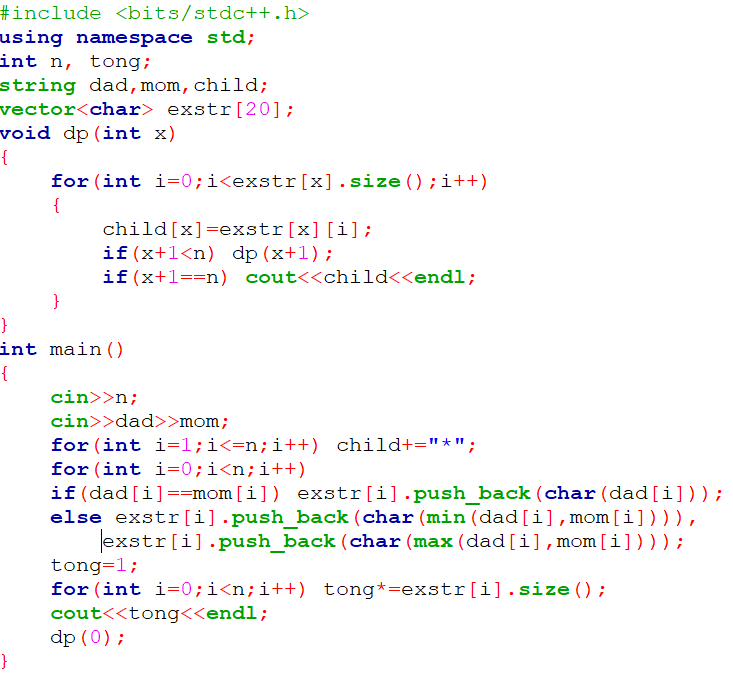 #include <bits/stdc++.h>
using namespace std;
int n, tong;
string dad,mom,child;
vector<char> exstr[20];
void dp(int x)
{
    for(int i=0;i<exstr[x].size();i++)
    {
        child[x]=exstr[x][i];
        if(x+1<n) dp(x+1);
        if(x+1==n) cout<<child<<endl;
    }
}
int main()
{
    cin>>n;
    cin>>dad>>mom;
    for(int i=1;i<=n;i++) child+="*";
    for(int i=0;i<n;i++)
    if(dad[i]==mom[i]) exstr[i].push_back(char(dad[i]));
    else exstr[i].push_back(char(min(dad[i],mom[i]))),
        exstr[i].push_back(char(max(dad[i],mom[i])));
    tong=1;
    for(int i=0;i<n;i++) tong*=exstr[i].size();
    cout<<tong<<endl;
    dp(0);
}